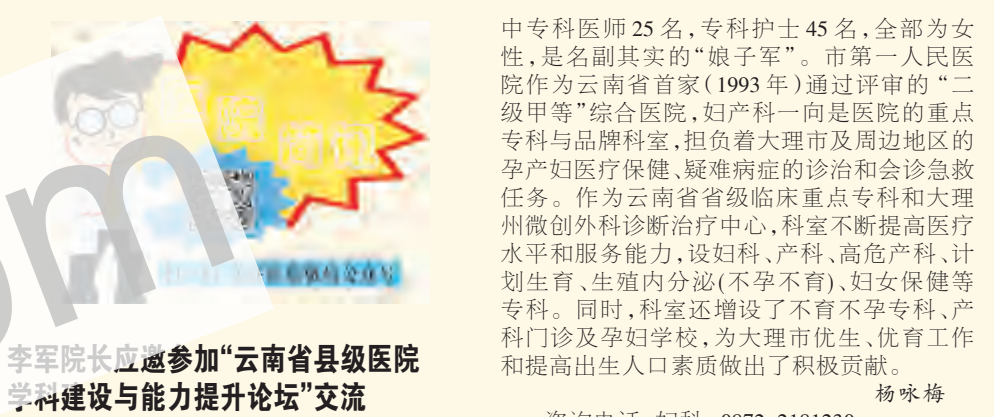 医院
简讯
李军院长应邀参加“云南省县级医院
学科建设与能力提升论坛”交流
中专科医师 25 名,专科护士 45 名,全部为女
性,是名副其实的“娘子军”。市第一人民医
院作为云南省首家(1993 年)通过评审的“二
级甲等”综合医院,妇产科一向是医院的重点
专科与品牌科室,担负着大理市及周边地区的
孕产妇医疗保健、疑难病症的诊治和会诊急救
任务。作为云南省省级临床重点专科和大理
州微创外科诊断治疗中心,科室不断提高医疗
水平和服务能力,设妇科、产科、高危产科、计
划生育、生殖内分泌(不孕不育)、妇女保健等
专科。同时,科室还增设了不育不孕专科、产
科门诊及孕妇学校,为大理市优生、优育工作
和提高出生人口素质做出了积极贡献。
杨咏梅